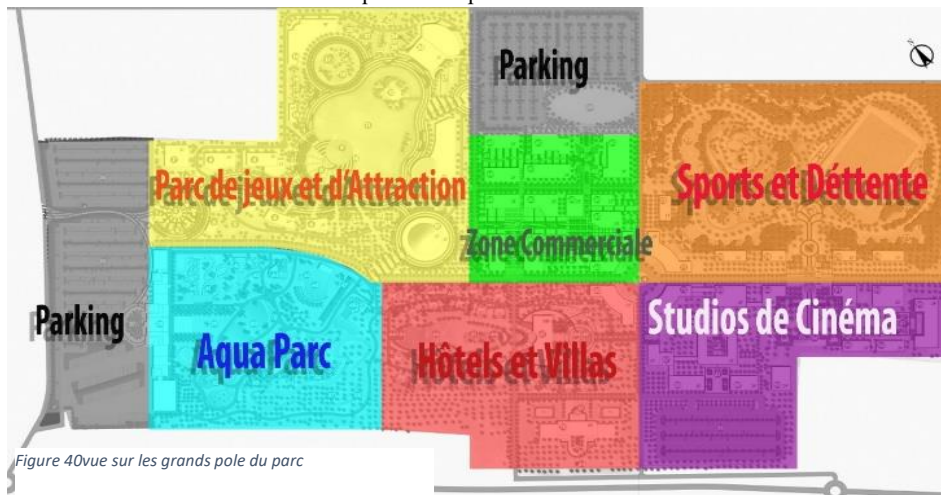 Parking
Parc de jeux et d'Attraction
Sports et Déttente
Zone Commerciale
Parking
Studios de Cinéma
Aqua Parc
Hôtels et Villas
Figure 40vue sur les grands pole du parc